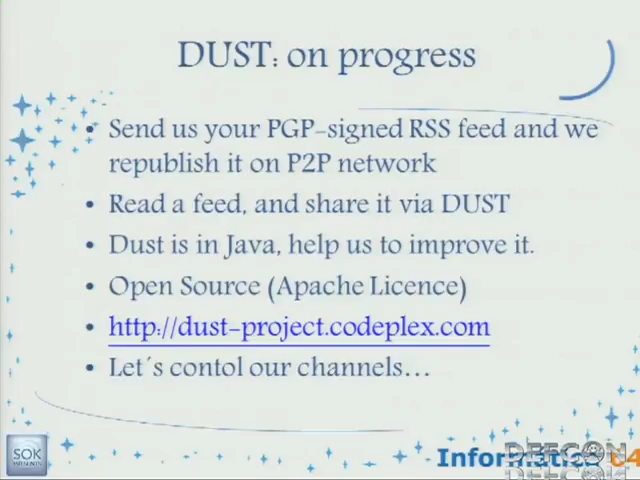 DUST: on progress
• Send us your PGP-signed RSS feed and we
republish it on P2P network
• Read a feed, and share it via DUST
• Dust is in Java, help us to improve it.
• Open Source (Apache Licence)
• http://dust-project.codeplex.com
• Let´s contol our channels...
SOK
PRESENTS
DEFCON